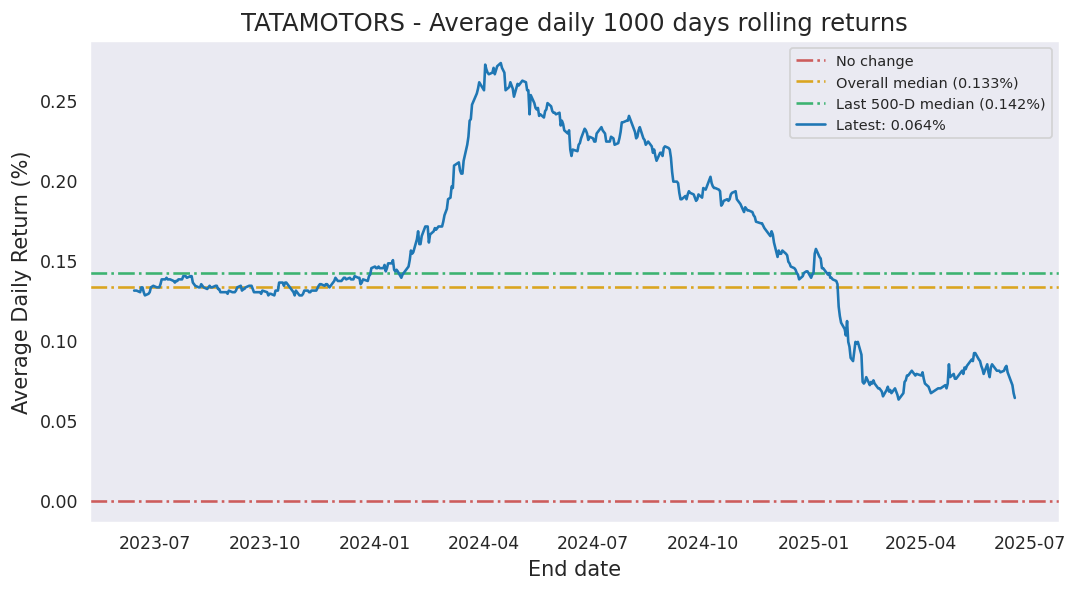 TATAMOTORS - Average daily 1000 days rolling returns
No change
Overall median (0.133%)
Last 500-D median (0.142%)
Latest: 0.064%
Average Daily Return (%)
0.25
0.20
0.15
0.10
0.05
0.00
2023-07 2023-10 2024-01 2024-04 2024-07 2024-10 2025-01 2025-04 2025-07
End date